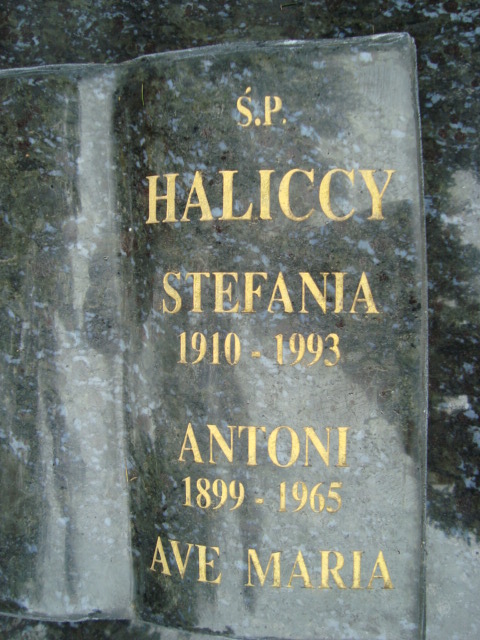 Ś.P.
HALICCY
STEFANIA
1910 - 1993
ANTONI
1899 - 1965
AVE MARIA